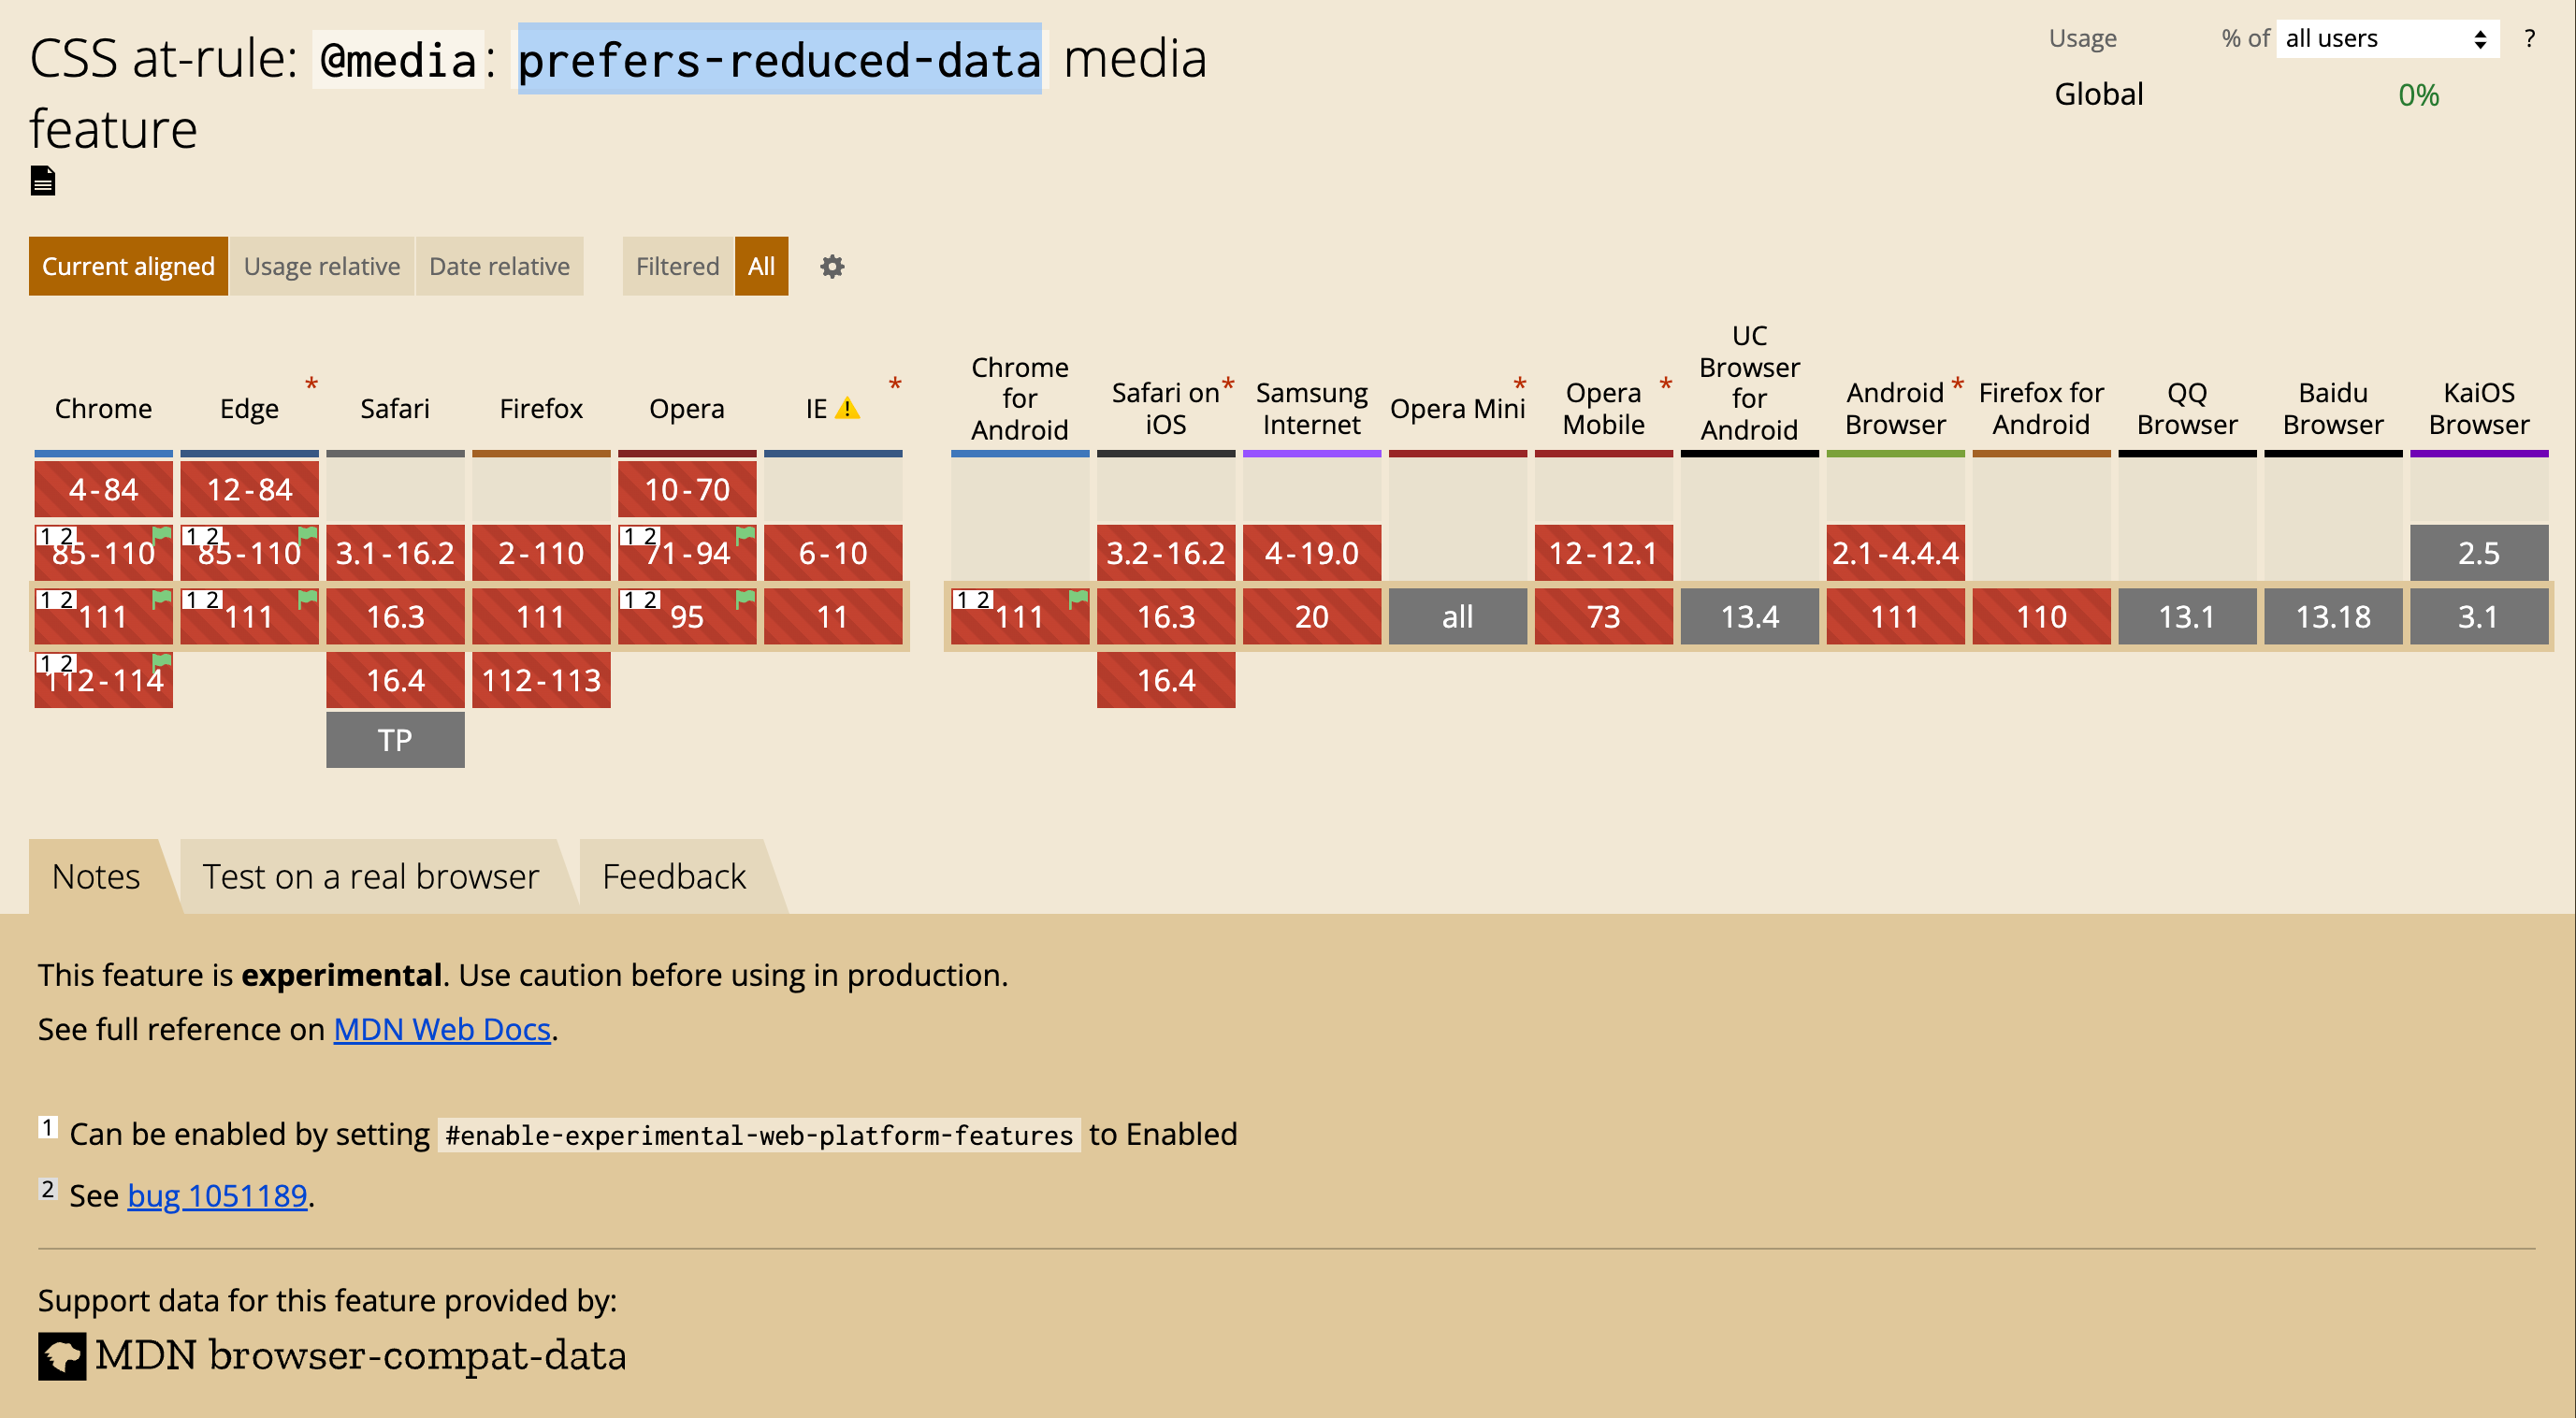 CSS at-rule: @media: prefers-reduced-data media
feature
Usage % of all users ?
Global 0%
Current aligned Usage relative Date relative Filtered All
Chrome Edge * Safari Firefox Opera IE *
4-84 12-84 10-70
1 2 85-110 1 2 85-110 3.1-16.2 2-110 1 2 71-94 6-10
1 2 111 1 2 111 16.3 111 1 2 95 11
1 2 112-114 16.4 112-113
TP
Chrome for Android Safari on iOS * Samsung Internet Opera Mini * Opera Mobile * UC Browser for Android Android Browser * Firefox for Android QQ Browser Baidu Browser KaiOS Browser
3.2-16.2 4-19.0 12-12.1 2.1-4.4.4 2.5
1 2 111 16.3 20 all 73 13.4 111 110 13.1 13.18 3.1
16.4
Notes Test on a real browser Feedback
This feature is experimental. Use caution before using in production.
See full reference on MDN Web Docs.
1 Can be enabled by setting #enable-experimental-web-platform-features to Enabled
2 See bug 1051189.
Support data for this feature provided by:
MDN browser-compat-data